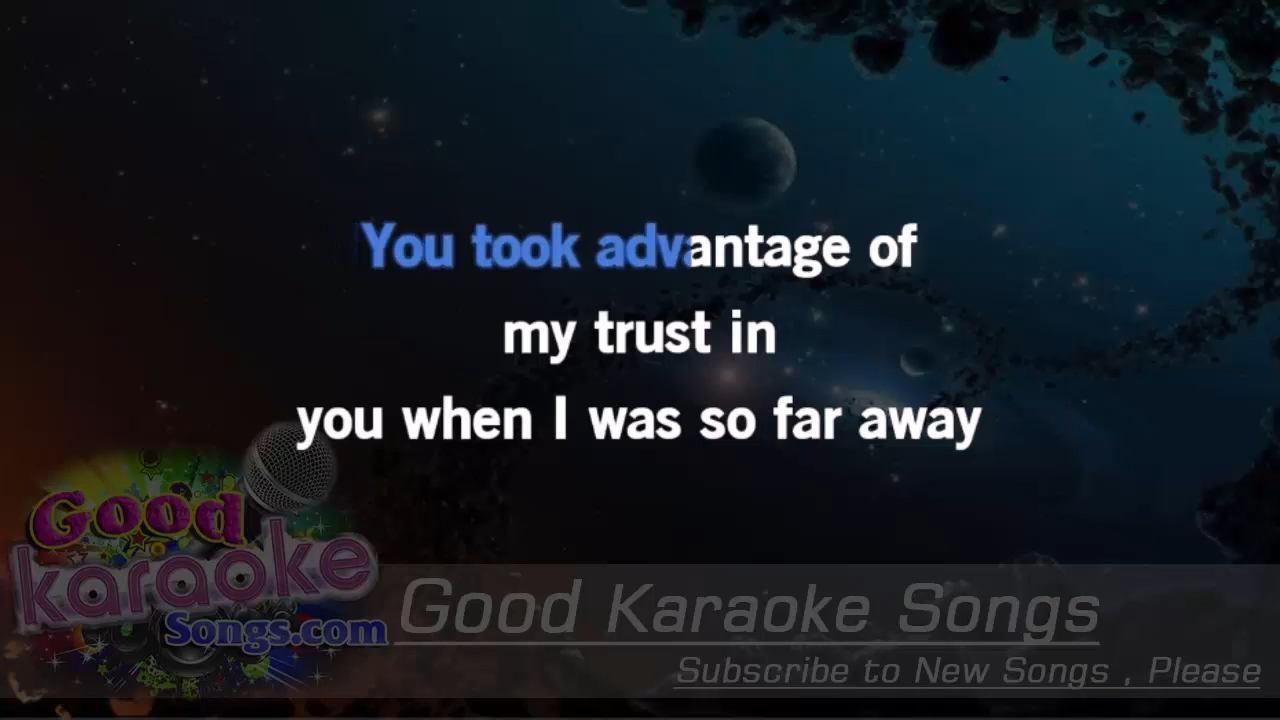 You took advantage of
my trust in
you when I was so far away
Good
karaoke
Songs.com
Good Karaoke Songs
Subscribe to New Songs , Please